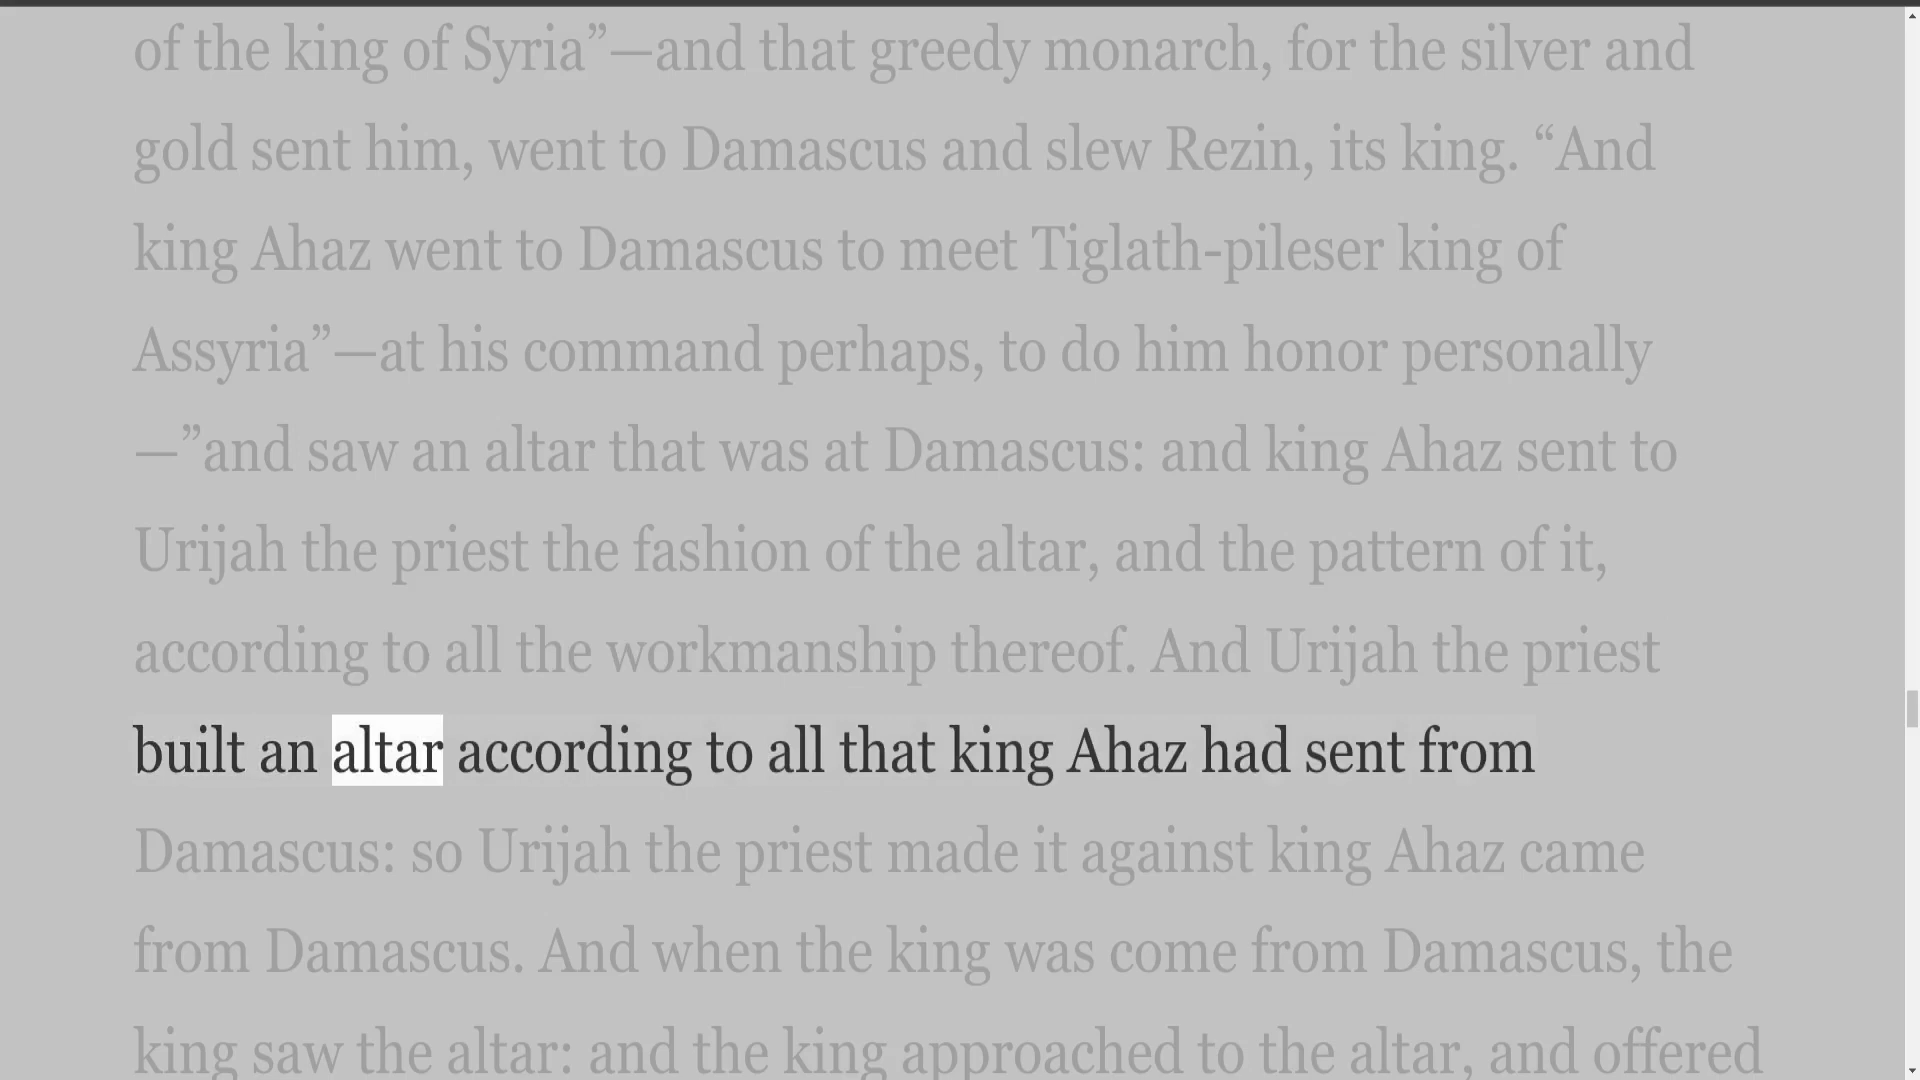 of the king of Syria”—and that greedy monarch, for the silver and
gold sent him, went to Damascus and slew Rezin, its king. “And
king Ahaz went to Damascus to meet Tiglath-pileser king of
Assyria”—at his command perhaps, to do him honor personally
—”and saw an altar that was at Damascus: and king Ahaz sent to
Urijah the priest the fashion of the altar, and the pattern of it,
according to all the workmanship thereof. And Urijah the priest
built an altar according to all that king Ahaz had sent from
Damascus: so Urijah the priest made it against king Ahaz came
from Damascus. And when the king was come from Damascus, the
king saw the altar: and the king approached to the altar, and offered